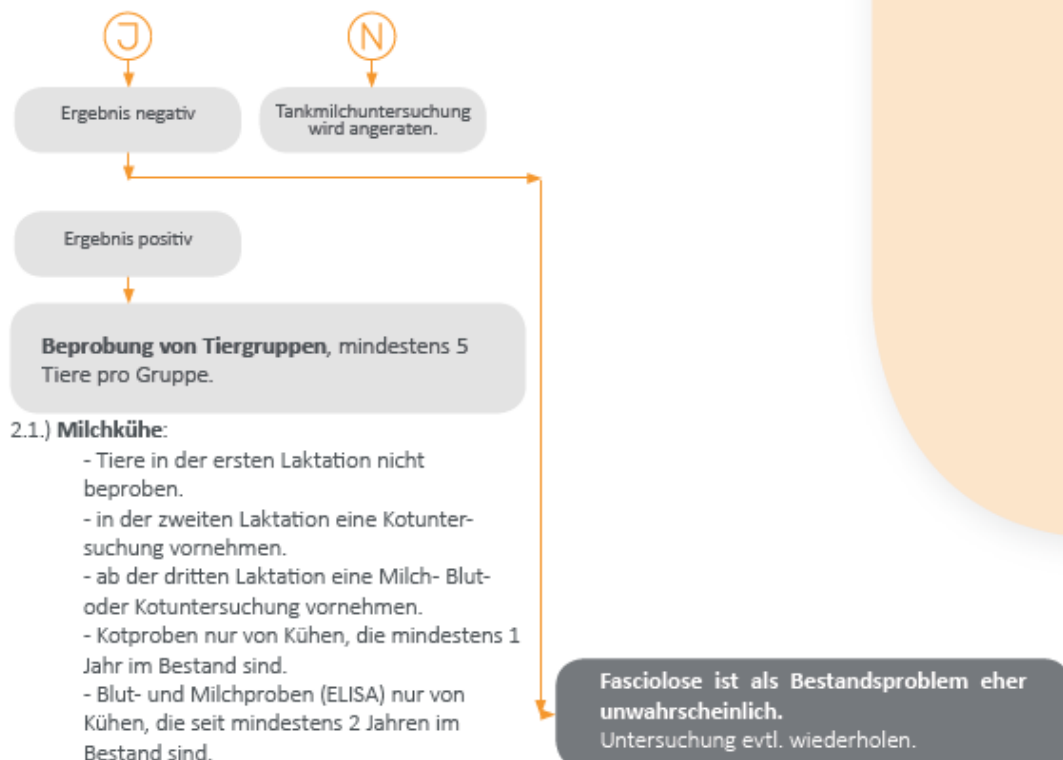 J
N
Ergebnis negativ
Tankmilchuntersuchung
wird angeraten.
Ergebnis positiv
Beprobung von Tiergruppen, mindestens 5
Tiere pro Gruppe.
2.1.) Milchkühe:
- Tiere in der ersten Laktation nicht
beproben.
- in der zweiten Laktation eine Kotunter-
suchung vornehmen.
- ab der dritten Laktation eine Milch- Blut-
oder Kotuntersuchung vornehmen.
- Kotproben nur von Kühen, die mindestens 1
Jahr im Bestand sind.
- Blut- und Milchproben (ELISA) nur von
Kühen, die seit mindestens 2 Jahren im
Bestand sind.
Fasciolose ist als Bestandsproblem eher
unwahrscheinlich.
Untersuchung evtl. wiederholen.